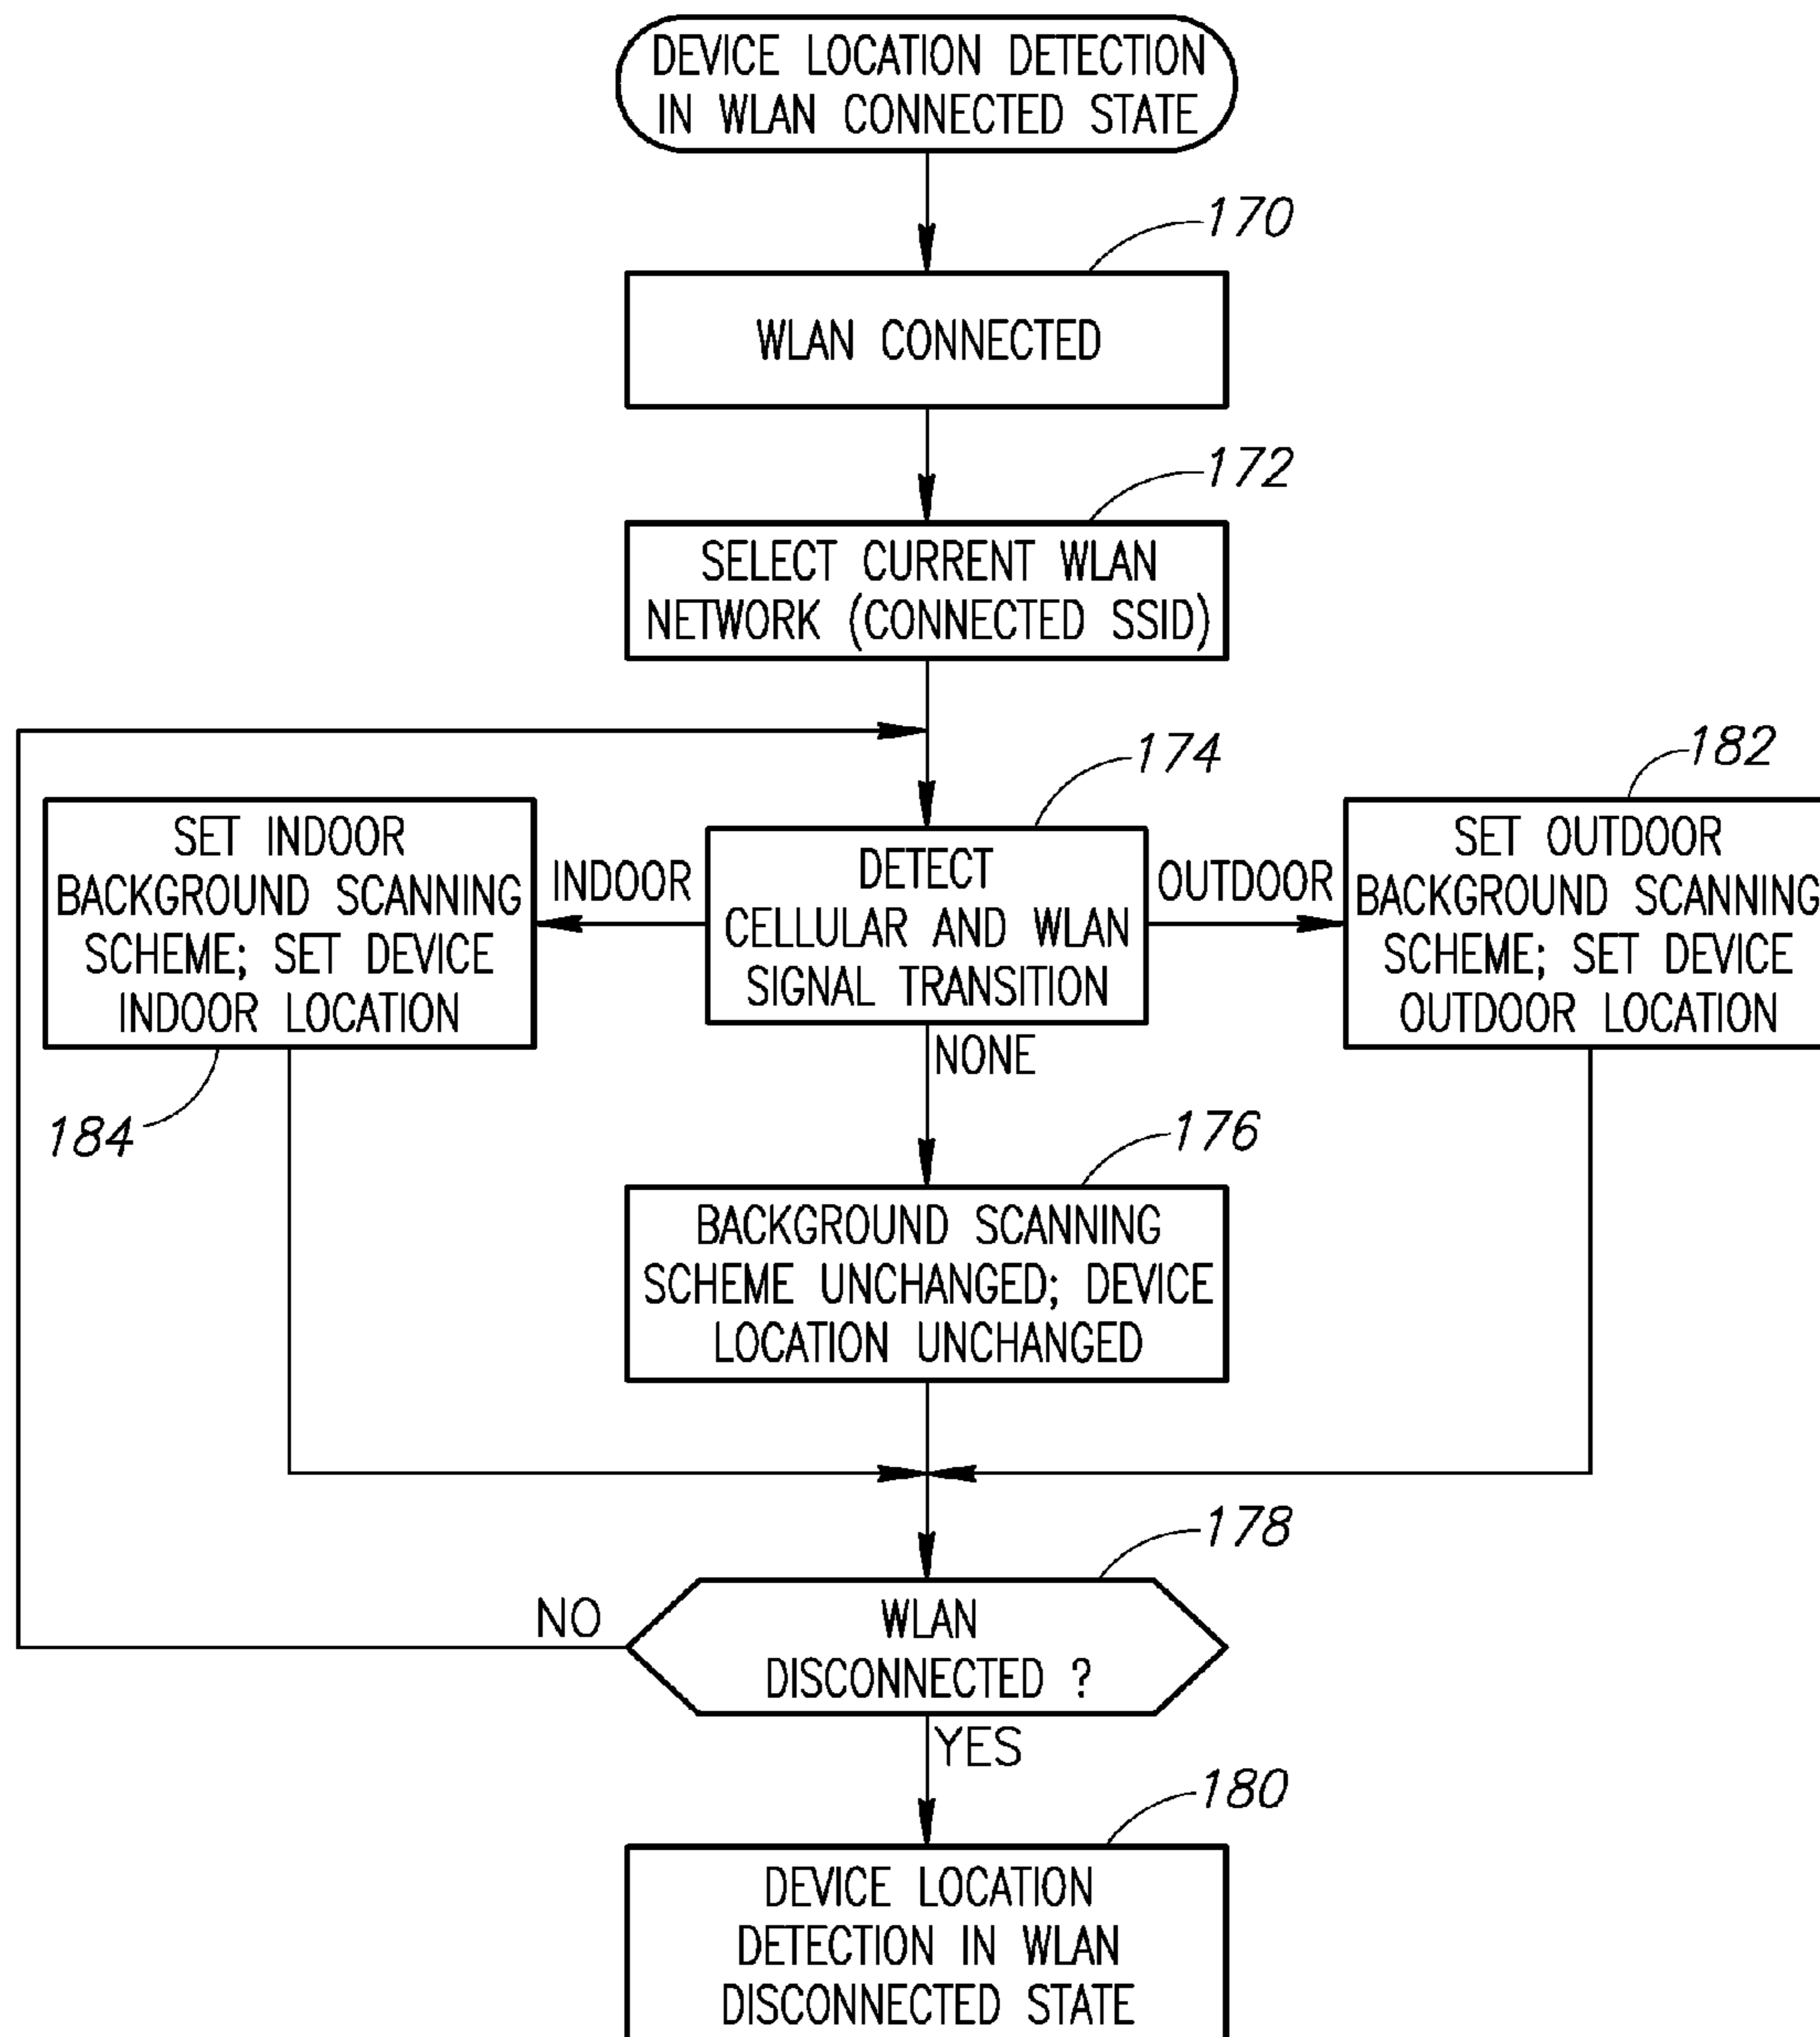 DEVICE LOCATION DETECTION
IN WLAN CONNECTED STATE
170
WLAN CONNECTED
172
SELECT CURRENT WLAN
NETWORK (CONNECTED SSID)
174
182
184
SET INDOOR
BACKGROUND SCANNING
SCHEME; SET DEVICE
INDOOR LOCATION
INDOOR
DETECT
CELLULAR AND WLAN
SIGNAL TRANSITION
OUTDOOR
SET OUTDOOR
BACKGROUND SCANNING
SCHEME; SET DEVICE
OUTDOOR LOCATION
NONE
176
BACKGROUND SCANNING
SCHEME UNCHANGED; DEVICE
LOCATION UNCHANGED
178
NO
WLAN
DISCONNECTED ?
YES
180
DEVICE LOCATION
DETECTION IN WLAN
DISCONNECTED STATE